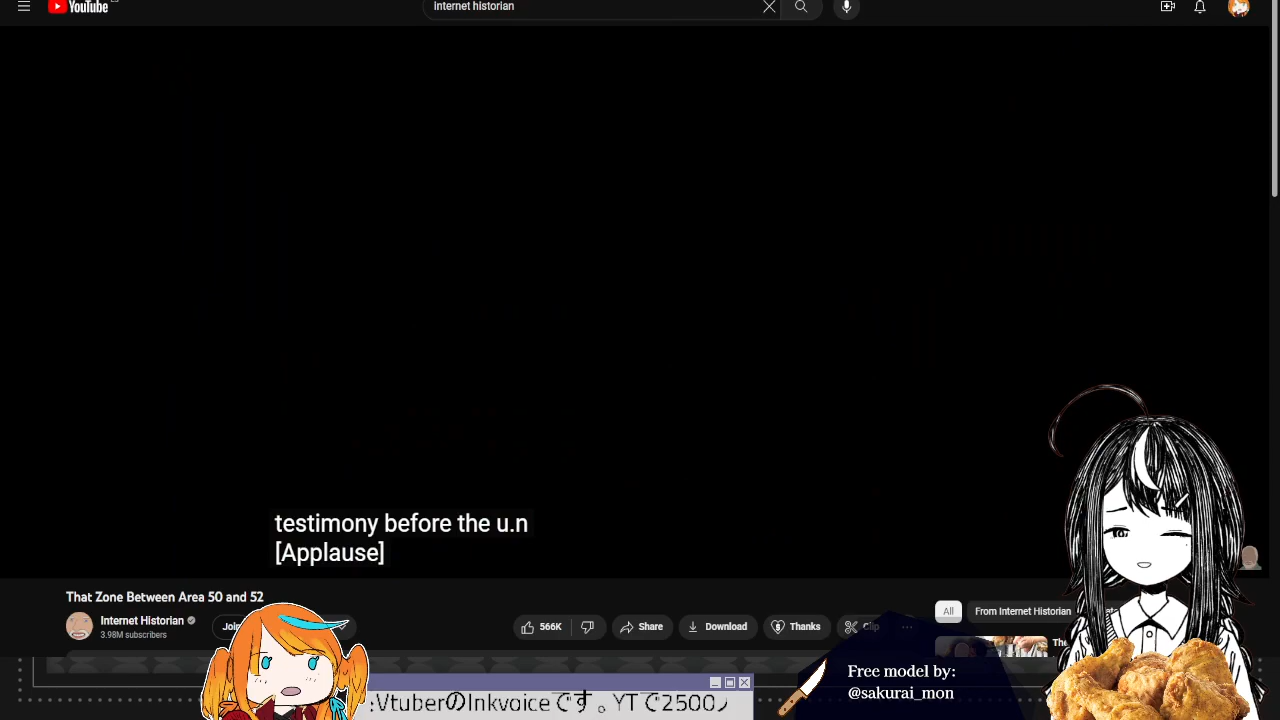 YouTube
internet historian
testimony before the u.n
[Applause]
That Zone Between Area 50 and 52
Internet Historian
3.98M subscribers
566K
Share
Download
Thanks
Clip
All
From Internet Historian
Free model by:
@sakurai_mon
:VtuberのInkvoiceです。YTで2500